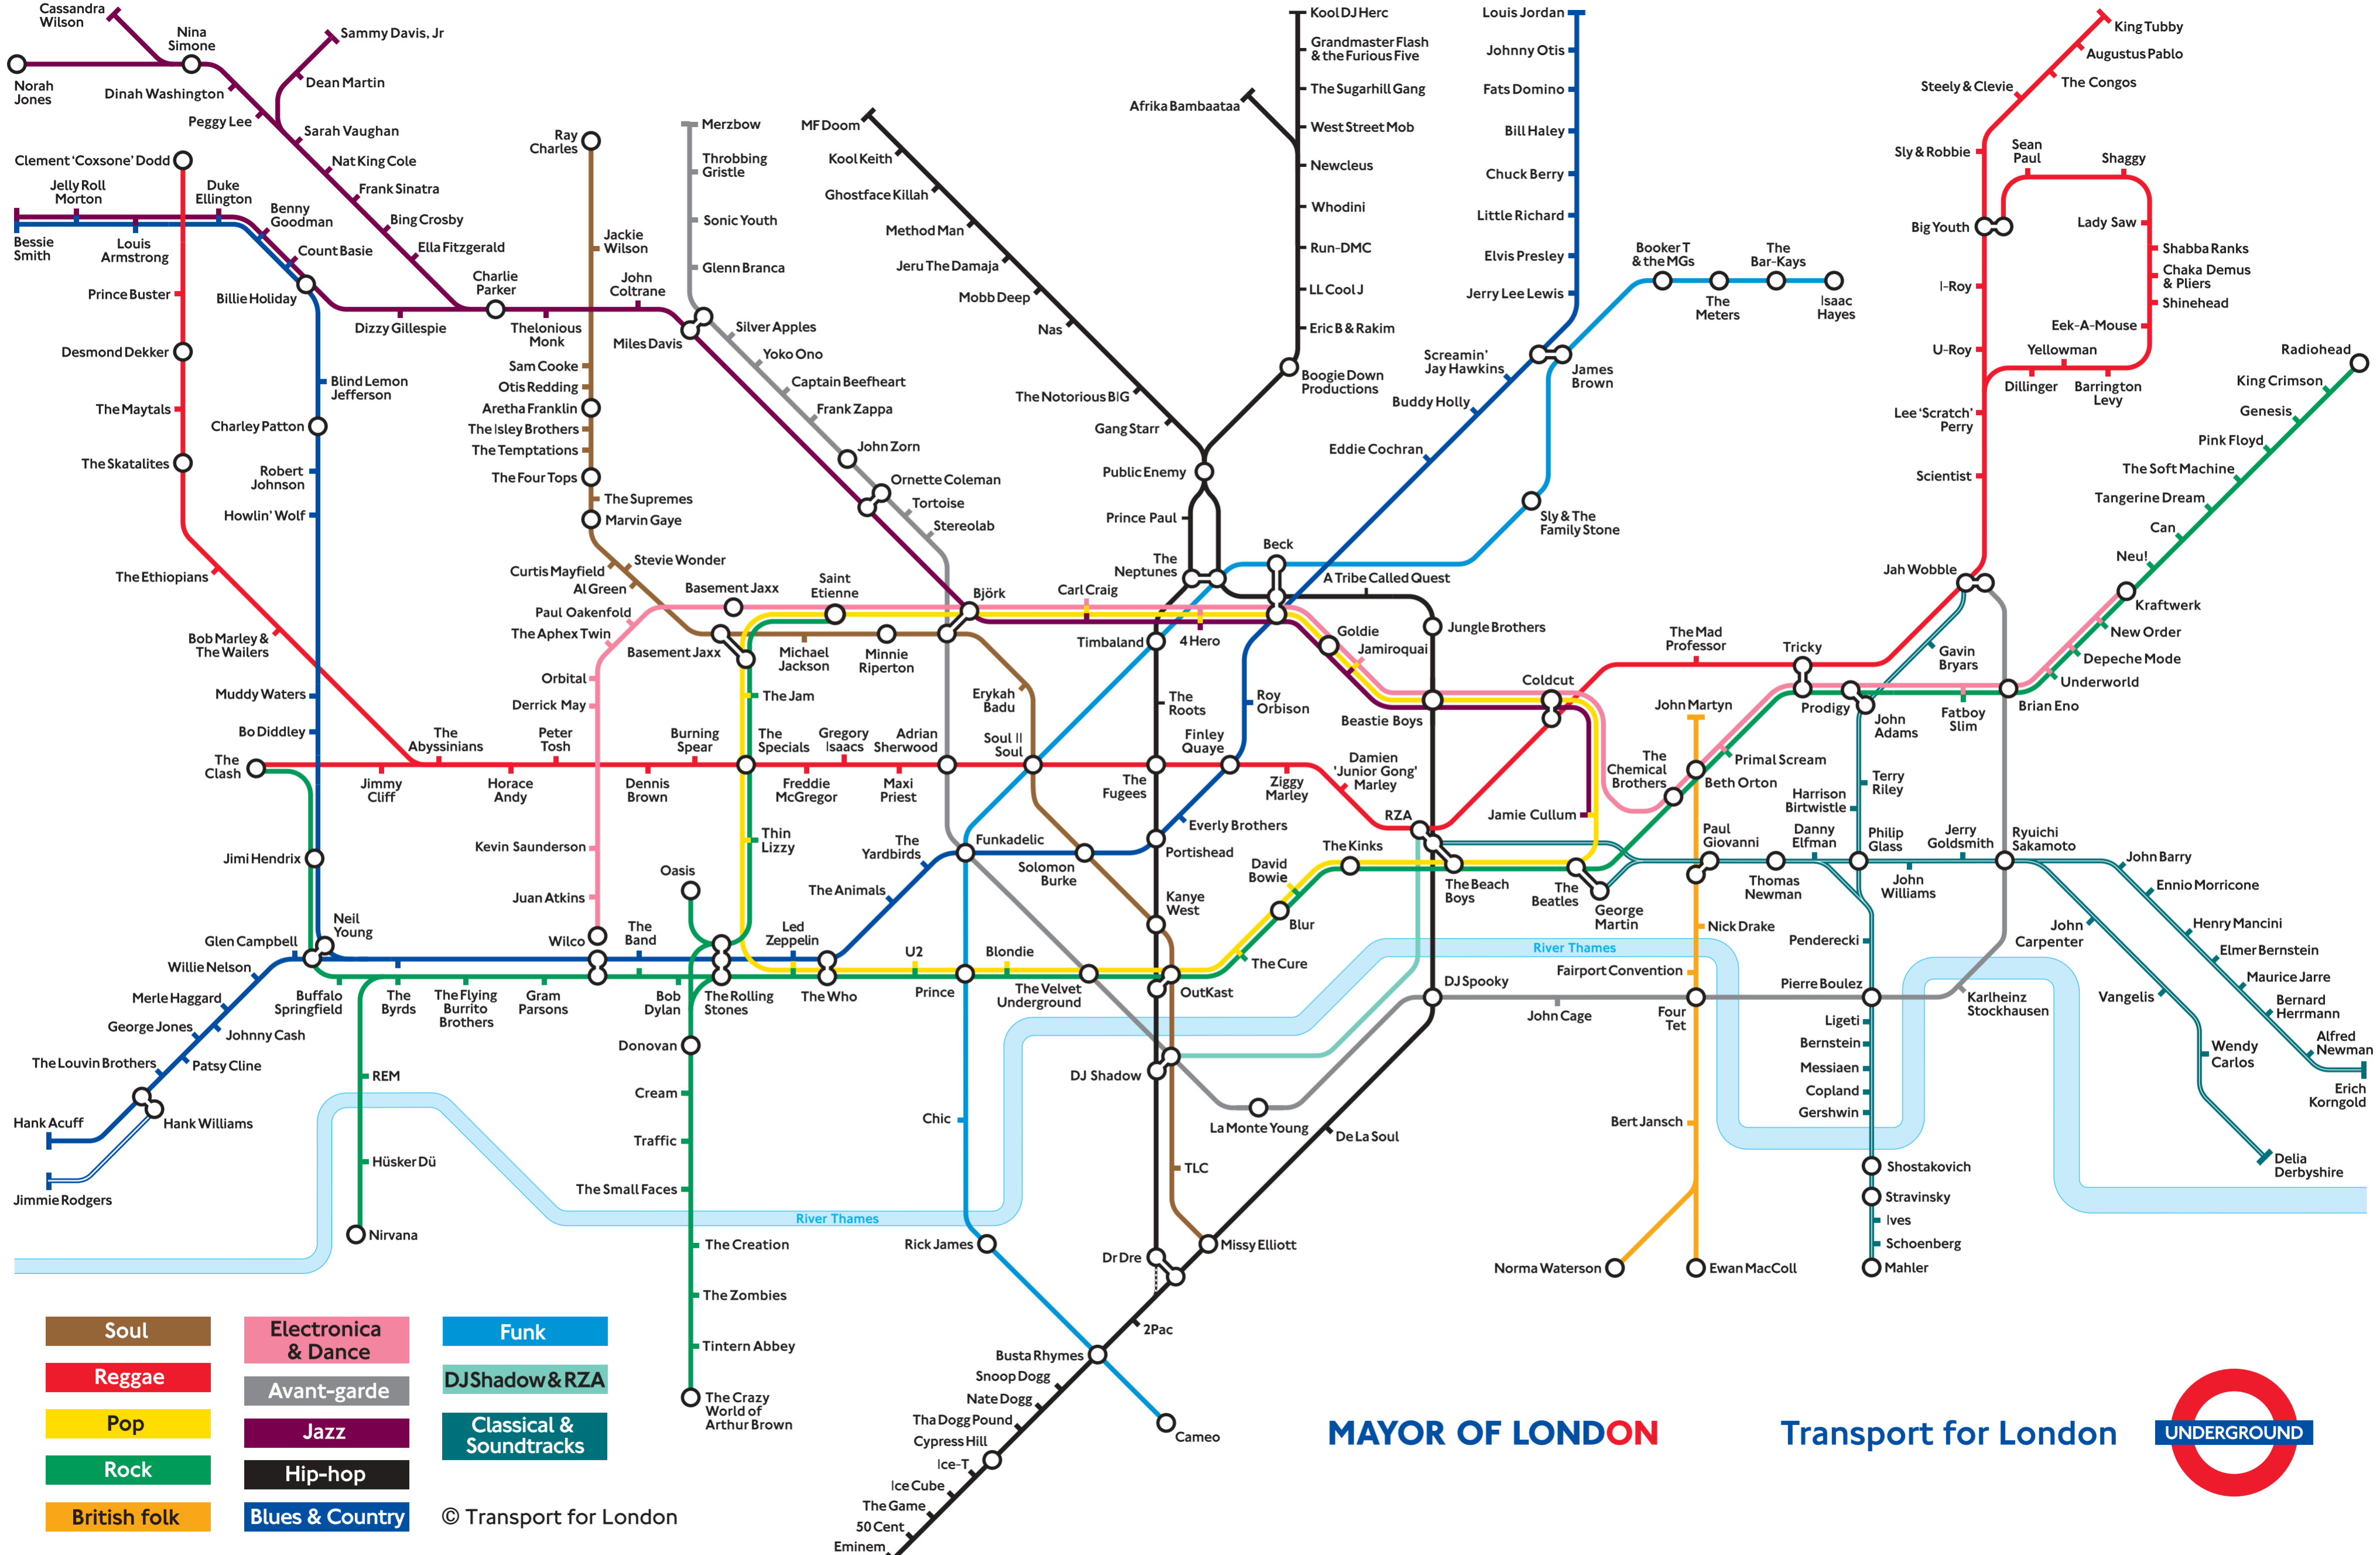 Cassandra
Wilson
Nina
Simone
Sammy Davis, Jr
Norah
Jones
Dinah Washington
Dean Martin
Peggy Lee
Sarah Vaughan
Clement ‘Coxsone’ Dodd
Nat King Cole
Jelly Roll
Morton
Duke
Ellington
Frank Sinatra
Benny
Goodman
Bing Crosby
Bessie
Smith
Louis
Armstrong
Count Basie
Ella Fitzgerald
Prince Buster
Billie Holiday
Charlie
Parker
Dizzy Gillespie
Thelonious
Monk
John
Coltrane
Miles Davis
Desmond Dekker
The Maytals
The Skatalites
The Ethiopians
Bob Marley &
The Wailers
Blind Lemon
Jefferson
Charley Patton
Robert
Johnson
Howlin’ Wolf
Muddy Waters
Bo Diddley
Ray
Charles
Jackie
Wilson
Sam Cooke
Otis Redding
Aretha Franklin
The Isley Brothers
The Temptations
The Four Tops
The Supremes
Marvin Gaye
Curtis Mayfield
Stevie Wonder
Al Green
Merzbow
Throbbing
Gristle
Sonic Youth
Glenn Branca
Silver Apples
Yoko Ono
Captain Beefheart
Frank Zappa
John Zorn
Ornette Coleman
Tortoise
Stereolab
MF Doom
Kool Keith
Ghostface Killah
Method Man
Jeru The Damaja
Mobb Deep
Nas
The Notorious BIG
Gang Starr
Public Enemy
Prince Paul
The
Neptunes
Kool DJ Herc
Grandmaster Flash
& the Furious Five
The Sugarhill Gang
Afrika Bambaataa
West Street Mob
Newcleus
Whodini
Run-DMC
LL Cool J
Eric B & Rakim
Boogie Down
Productions
Louis Jordan
Johnny Otis
Fats Domino
Bill Haley
Chuck Berry
Little Richard
Elvis Presley
Jerry Lee Lewis
Screamin’
Jay Hawkins
Buddy Holly
Eddie Cochran
James
Brown
Booker T
& the MGs
The
Meters
The
Bar-Kays
Isaac
Hayes
Sly & The
Family Stone
Beck
A Tribe Called Quest
King Tubby
Augustus Pablo
The Congos
Steely & Clevie
Sly & Robbie
Sean
Paul
Shaggy
Big Youth
Lady Saw
Shabba Ranks
Chaka Demus
& Pliers
Shinehead
I-Roy
Eek-A-Mouse
U-Roy
Yellowman
Dillinger
Barrington
Levy
Lee ‘Scratch’
Perry
Scientist
Jah Wobble
Radiohead
King Crimson
Genesis
Pink Floyd
The Soft Machine
Tangerine Dream
Can
Neu!
Kraftwerk
New Order
Depeche Mode
Underworld
Brian Eno
Fatboy
Slim
Gavin
Bryars
John
Adams
Prodigy
Tricky
The Mad
Professor
Basement Jaxx
Saint
Etienne
Paul Oakenfold
The Aphex Twin
Basement Jaxx
Michael
Jackson
Minnie
Riperton
Björk
Carl Craig
4 Hero
Timbaland
Goldie
Jamiroquai
Jungle Brothers
Orbital
Derrick May
The Jam
Erykah
Badu
The
Roots
Roy
Orbison
Beastie Boys
Coldcut
John Martyn
The
Clash
The
Abyssinians
Jimmy
Cliff
Peter
Tosh
Horace
Andy
Burning
Spear
Dennis
Brown
The
Specials
Gregory
Isaacs
Freddie
McGregor
Adrian
Sherwood
Maxi
Priest
Soul II
Soul
The
Fugees
Finley
Quaye
Ziggy
Marley
Damien
'Junior Gong'
Marley
RZA
Jamie Cullum
The
Chemical
Brothers
Primal Scream
Beth Orton
Terry
Riley
Harrison
Birtwistle
Jimi Hendrix
Kevin Saunderson
Juan Atkins
Thin
Lizzy
Oasis
The
Yardbirds
The Animals
Funkadelic
Solomon
Burke
Everly Brothers
Portishead
Kanye
West
David
Bowie
The Kinks
Blur
The Cure
The Beach
Boys
The
Beatles
George
Martin
Paul
Giovanni
Thomas
Newman
Danny
Elfman
Philip
Glass
John
Williams
Jerry
Goldsmith
Ryuichi
Sakamoto
John Barry
Ennio Morricone
Henry Mancini
Elmer Bernstein
Maurice Jarre
Bernard
Herrmann
Alfred
Newman
Erich
Korngold
John
Carpenter
Vangelis
Wendy
Carlos
Delia
Derbyshire
Neil
Young
Glen Campbell
Willie Nelson
Merle Haggard
George Jones
Johnny Cash
The Louvin Brothers
Patsy Cline
Hank Acuff
Hank Williams
Jimmie Rodgers
Buffalo
Springfield
The
Byrds
The Flying
Burrito
Brothers
Gram
Parsons
Wilco
The
Band
Bob
Dylan
The Rolling
Stones
Led
Zeppelin
The Who
U2
Prince
Blondie
The Velvet
Underground
OutKast
River Thames
Nick Drake
Fairport Convention
Penderecki
Pierre Boulez
DJ Spooky
John Cage
Four
Tet
Karlheinz
Stockhausen
REM
Hüsker Dü
Nirvana
Donovan
Cream
Traffic
The Small Faces
River Thames
The Creation
The Zombies
Tintern Abbey
The Crazy
World of
Arthur Brown
DJ Shadow
La Monte Young
De La Soul
Chic
TLC
Rick James
Dr Dre
Missy Elliott
2Pac
Busta Rhymes
Snoop Dogg
Nate Dogg
Tha Dogg Pound
Cypress Hill
Ice-T
Ice Cube
The Game
50 Cent
Eminem
Cameo
Bert Jansch
Norma Waterson
Ewan MacColl
Ligeti
Bernstein
Messiaen
Copland
Gershwin
Shostakovich
Stravinsky
Ives
Schoenberg
Mahler
Soul
Reggae
Pop
Rock
British folk
Electronica
& Dance
Avant-garde
Jazz
Hip-hop
Blues & Country
Funk
DJ Shadow & RZA
Classical &
Soundtracks
© Transport for London
MAYOR OF LONDON
Transport for London
UNDERGROUND